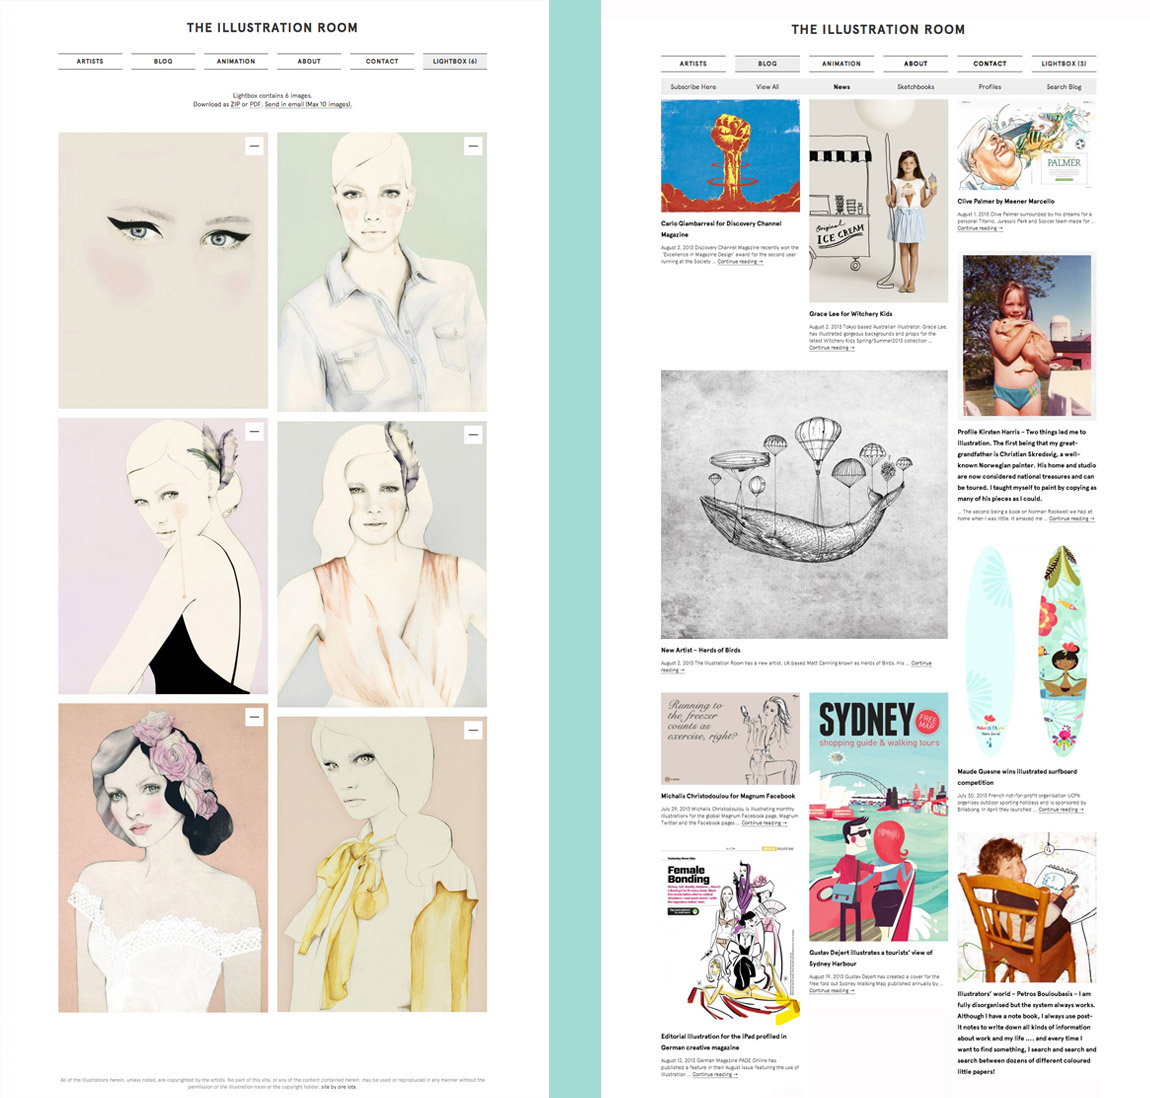 THE ILLUSTRATION ROOM
ARTISTS
BLOG
ANIMATION
ABOUT
CONTACT
LIGHTBOX (6)
Lightbox contains 6 images.
Download as ZIP or PDF. Send in email (Max 10 images).
All of the illustrations herein, unless noted, are copyrighted by the artists. No part of this site, or any of the content contained herein, may be used or reproduced in any manner without the
permission of the illustration room or the copyright holder. site by one iota.
THE ILLUSTRATION ROOM
ARTISTS
BLOG
ANIMATION
ABOUT
CONTACT
LIGHTBOX (3)
Subscribe Here
View All
News
Sketchbooks
Profiles
Search Blog
Carlo Giambarresi for Discovery Channel
Magazine
August 2, 2013 Discovery Channel Magazine recently won the
'Excellence in Magazine Design' award for the second year
running at the Society ... Continue reading →
Original
ICE CREAM
Grace Lee for Witchery Kids
August 2, 2013 Tokyo based Australian illustrator, Grace Lee,
has illustrated gorgeous backgrounds and props for the
latest Witchery Kids Spring/Summer2013 collection ...
Continue reading →
PALMER
Clive Palmer by Meener Marcello
August 1, 2013 Clive Palmer surrounded by his dreams for a
personal Titanic, Jurassic Park and Soccer team made for ...
Continue reading →
Profile Kirsten Harris – Two things led me to
illustration. The first being that my great-
grandfather is Christian Skredsvig, a well-
known Norwegian painter. His home and studio
are now considered national treasures and can
be toured. I taught myself to paint by copying as
many of his pieces as I could.
... The second being a book on Norman Rockwell we had at
home when I was little. It amazed me ... Continue reading →
New Artist – Herds of Birds
August 2, 2013 The Illustration Room has a new artist, UK based Matt Canning known as Herds of Birds. His ... Continue
reading →
Running to
the freezer
counts as
exercise, right?
Michalis Christodoulou for Magnum Facebook
July 29, 2013 Michalis Christodoulou is illustrating monthly
illustrations for the global Magnum Facebook page, Magnum
Twitter and the Facebook pages ... Continue reading →
SYDNEY
FREE
MAP
shopping guide & walking tours
Gustav Dejert illustrates a tourists' view of
Sydney Harbour
August 19, 2013 Gustav Dejert has created a cover for the
free fold out Sydney Walking Map published annually by ...
Continue reading →
Maude Guesne wins illustrated surfboard
competition
July 30, 2013 French not-for-profit organisation UCPA
organises outdoor sporting holidays and is sponsored by
Billabong. In April they launched ... Continue reading →
FEATURE
Female
Bonding
Editorial illustration for the iPad profiled in
German creative magazine
August 12, 2013 German Magazine PAGE Online has
published a feature in their August issue featuring the use of
illustration ... Continue reading →
Illustrators' world – Petros Bouloubasis – I am
fully disorganised but the system always works.
Although I have a note book, I always use post-
it notes to write down all kinds of information
about work and my life .... and every time I
want to find something, I search and search and
search between dozens of different coloured
little papers!